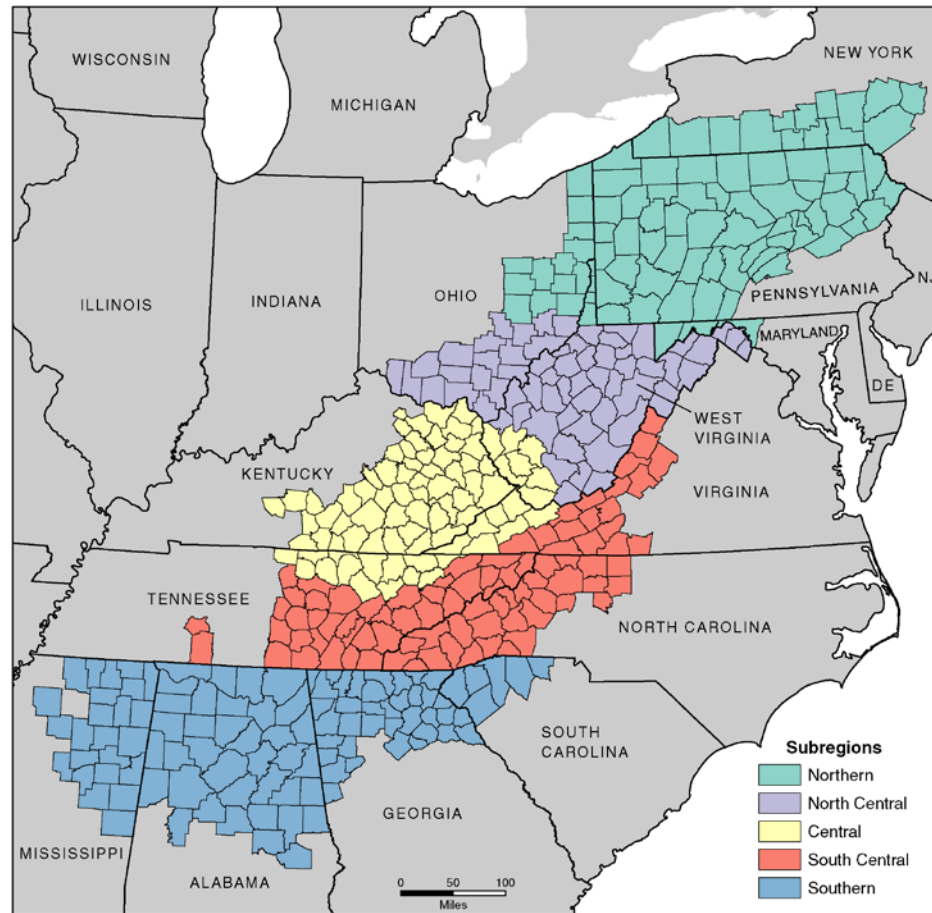 WISCONSIN
NEW YORK
MICHIGAN
ILLINOIS
INDIANA
OHIO
PENNSYLVANIA
NJ
MARYLAND
DE
WEST
VIRGINIA
KENTUCKY
VIRGINIA
TENNESSEE
NORTH CAROLINA
SOUTH
CAROLINA
GEORGIA
MISSISSIPPI
ALABAMA
0 50 100
Miles
Subregions
Northern
North Central
Central
South Central
Southern